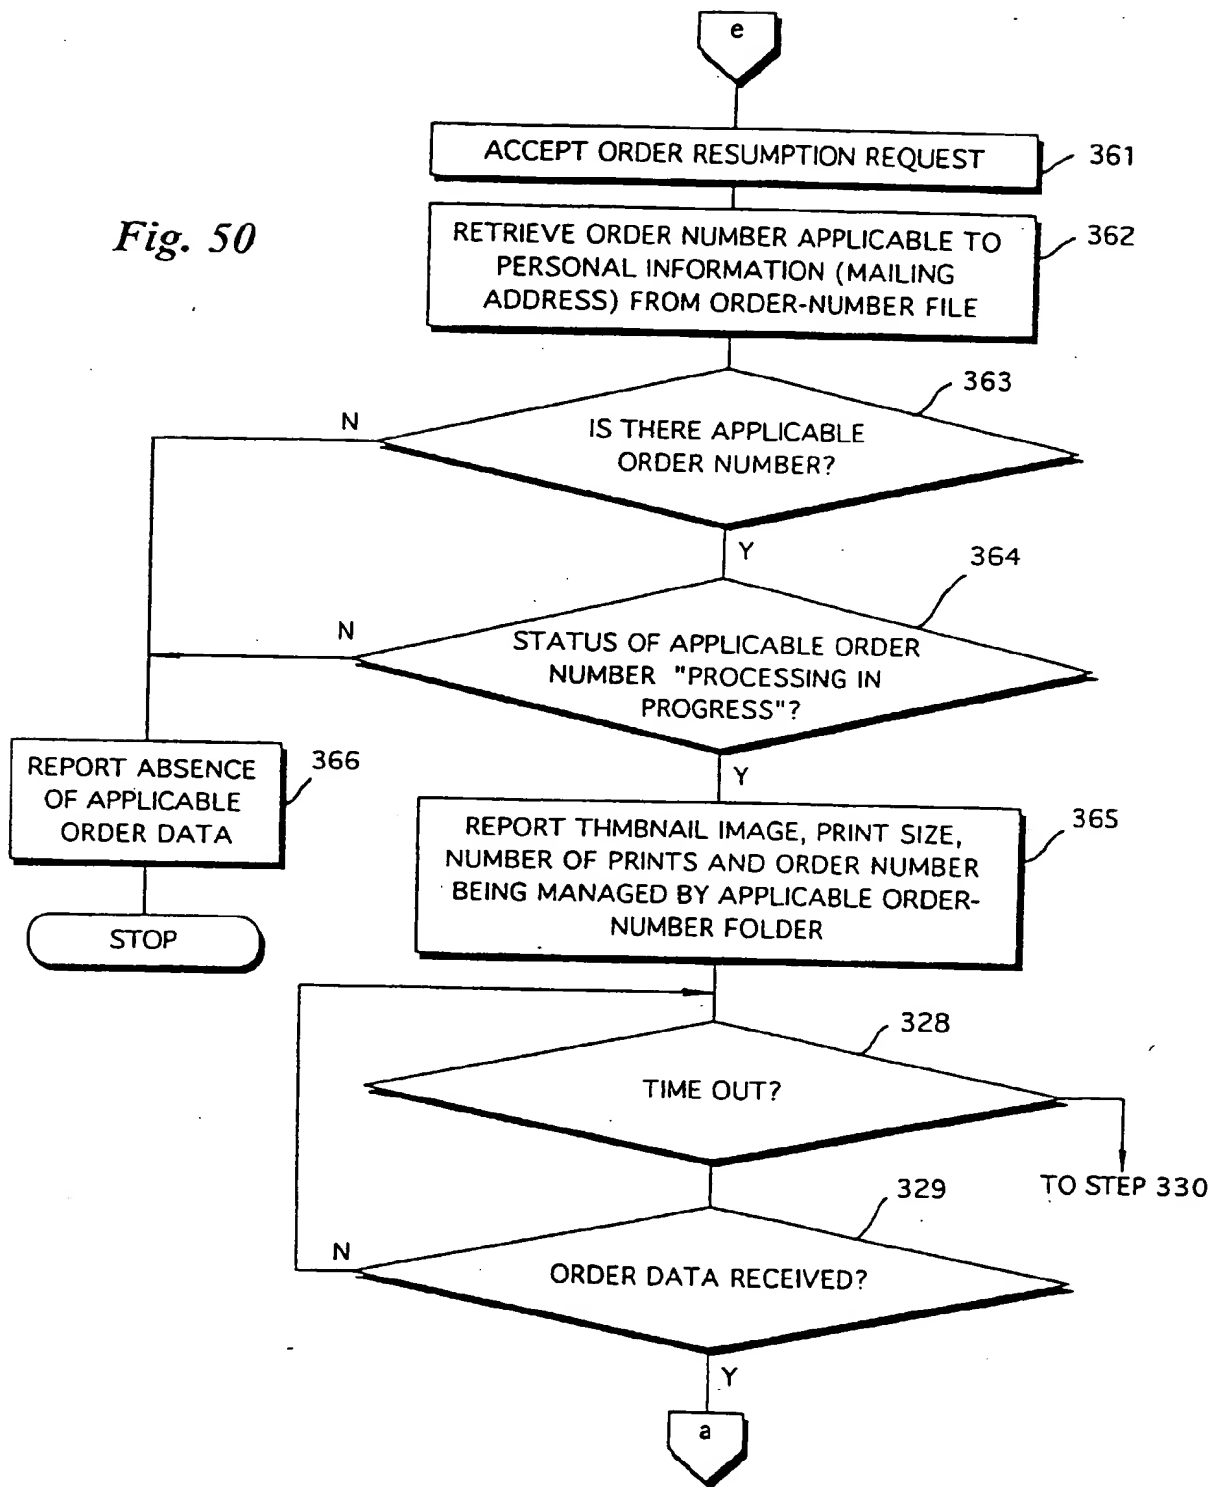 e
ACCEPT ORDER RESUMPTION REQUEST
361
Fig. 50
RETRIEVE ORDER NUMBER APPLICABLE TO
PERSONAL INFORMATION (MAILING
ADDRESS) FROM ORDER-NUMBER FILE
362
363
N
IS THERE APPLICABLE
ORDER NUMBER?
Y
364
N
STATUS OF APPLICABLE ORDER
NUMBER "PROCESSING IN
PROGRESS"?
Y
REPORT ABSENCE
OF APPLICABLE
ORDER DATA
366
STOP
REPORT THMBNAIL IMAGE, PRINT SIZE,
NUMBER OF PRINTS AND ORDER NUMBER
BEING MANAGED BY APPLICABLE ORDER-
NUMBER FOLDER
365
328
TIME OUT?
TO STEP 330
329
N
ORDER DATA RECEIVED?
Y
a